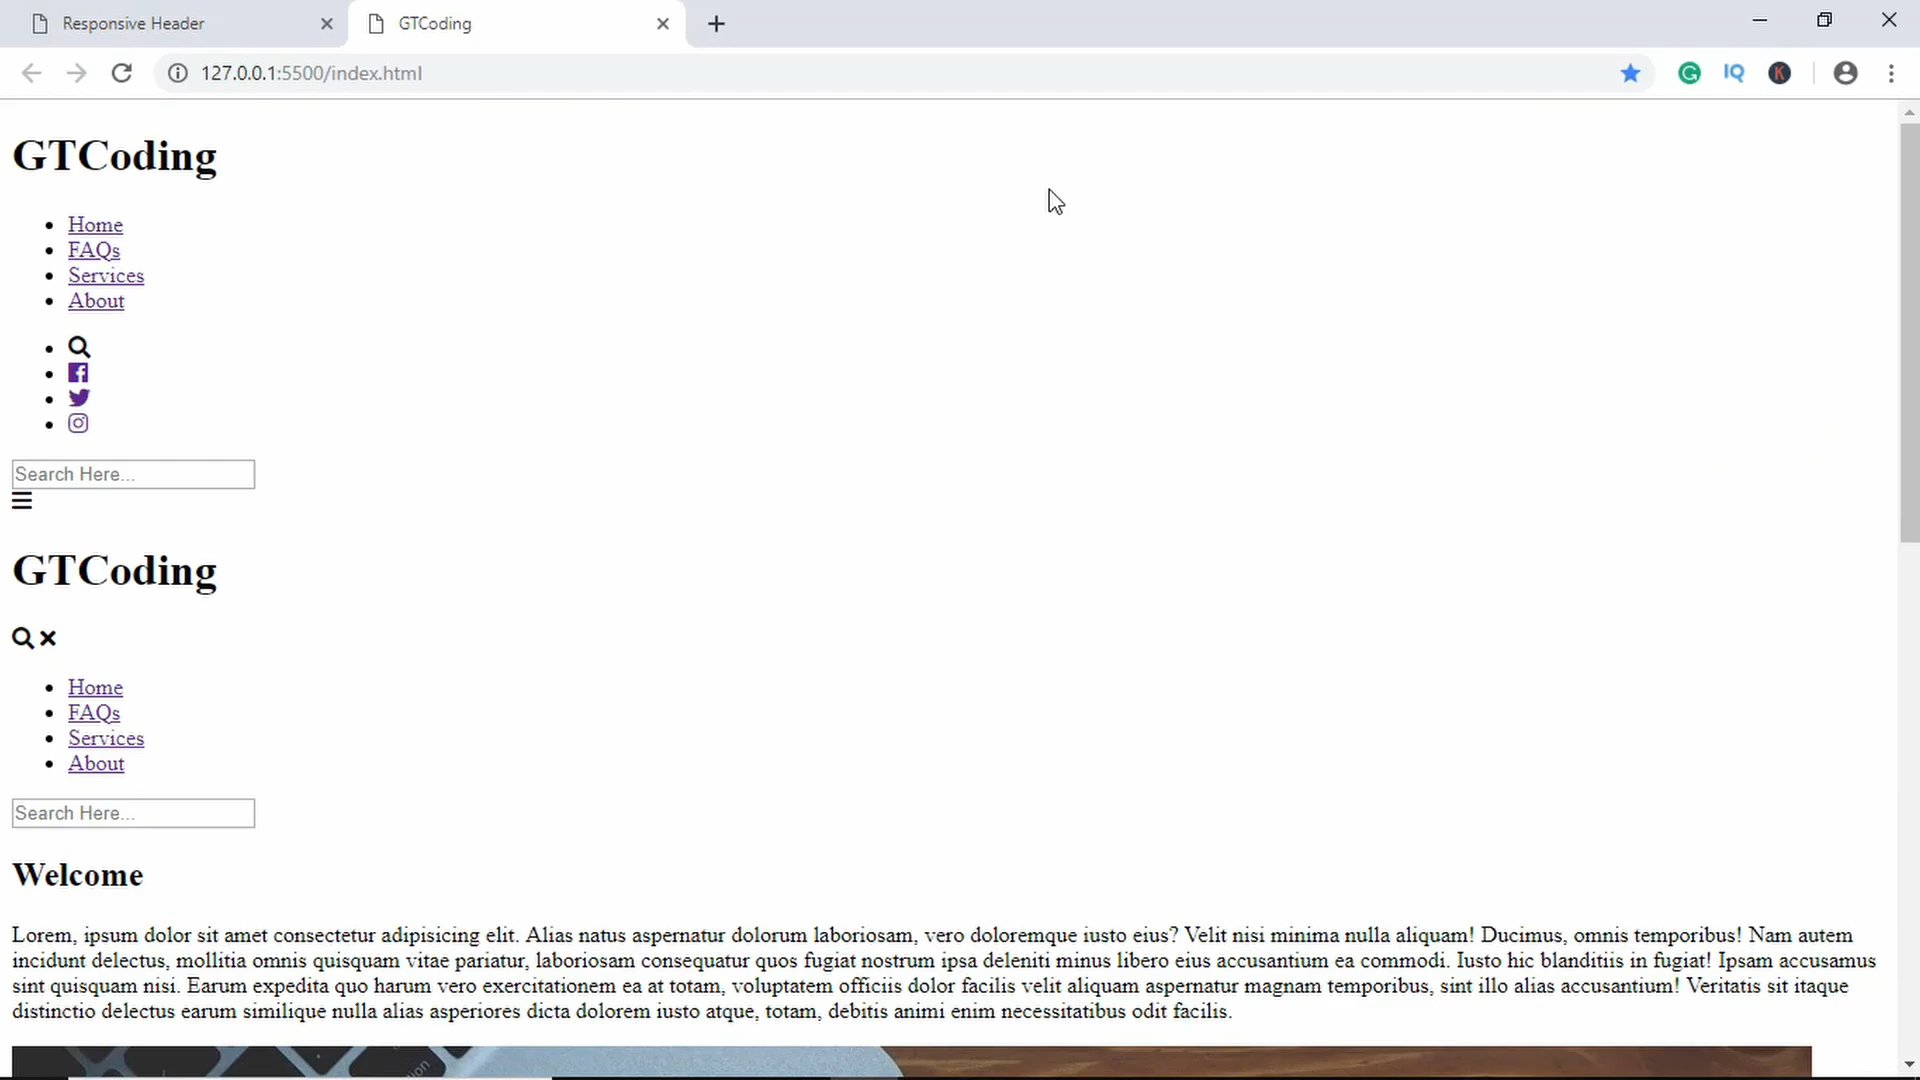 Responsive Header
GTCoding
127.0.0.1:5500/index.html
IQ
K
GTCoding
Home
FAQs
Services
About
Search Here...
GTCoding
Home
FAQs
Services
About
Search Here...
Welcome
Lorem, ipsum dolor sit amet consectetur adipisicing elit. Alias natus aspernatur dolorum laboriosam, vero doloremque iusto eius? Velit nisi minima nulla aliquam! Ducimus, omnis temporibus! Nam autem
incidunt delectus, mollitia omnis quisquam vitae pariatur, laboriosam consequatur quos fugiat nostrum ipsa deleniti minus libero eius accusantium ea commodi. Iusto hic blanditiis in fugiat! Ipsam accusamus
sint quisquam nisi. Earum expedita quo harum vero exercitationem ea at totam, voluptatem officiis dolor facilis velit aliquam aspernatur magnam temporibus, sint illo alias accusantium! Veritatis sit itaque
distinctio delectus earum similique nulla alias asperiores dicta dolorem iusto atque, totam, debitis animi enim necessitatibus odit facilis.